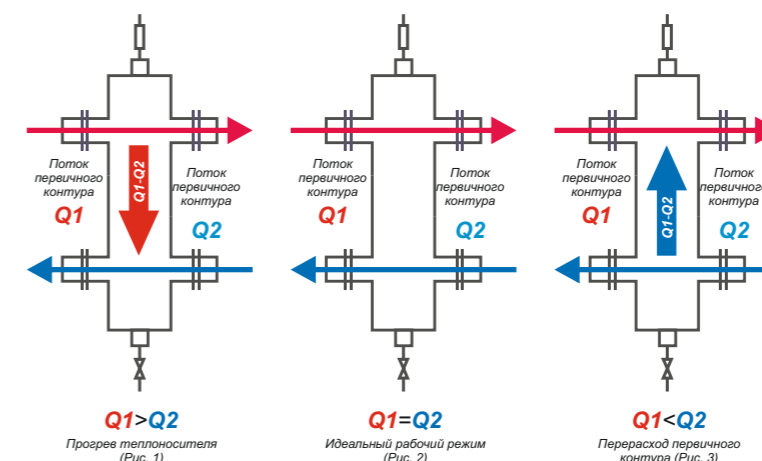 Поток
первичного
контура
Q1
Q1-Q2
Поток
первичного
контура
Q2
Q1>Q2
Прогрев теплоносителя
(Рис. 1)
Поток
первичного
контура
Q1
Поток
первичного
контура
Q2
Q1=Q2
Идеальный рабочий режим
(Рис. 2)
Поток
первичного
контура
Q1
Q1-Q2
Поток
первичного
контура
Q2
Q1<Q2
Перерасход первичного
контура (Рис. 3)